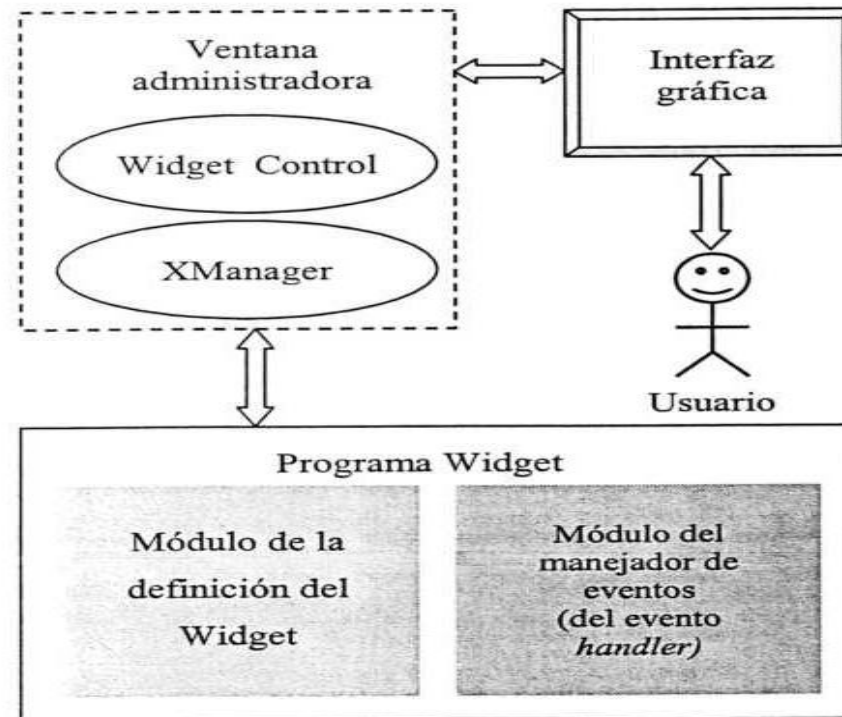 Ventana
administradora
Interfaz
gráfica
Widget Control
XManager
Usuario
Programa Widget
Módulo de la
definición del
Widget
Módulo del
manejador de
eventos
(del evento
handler)